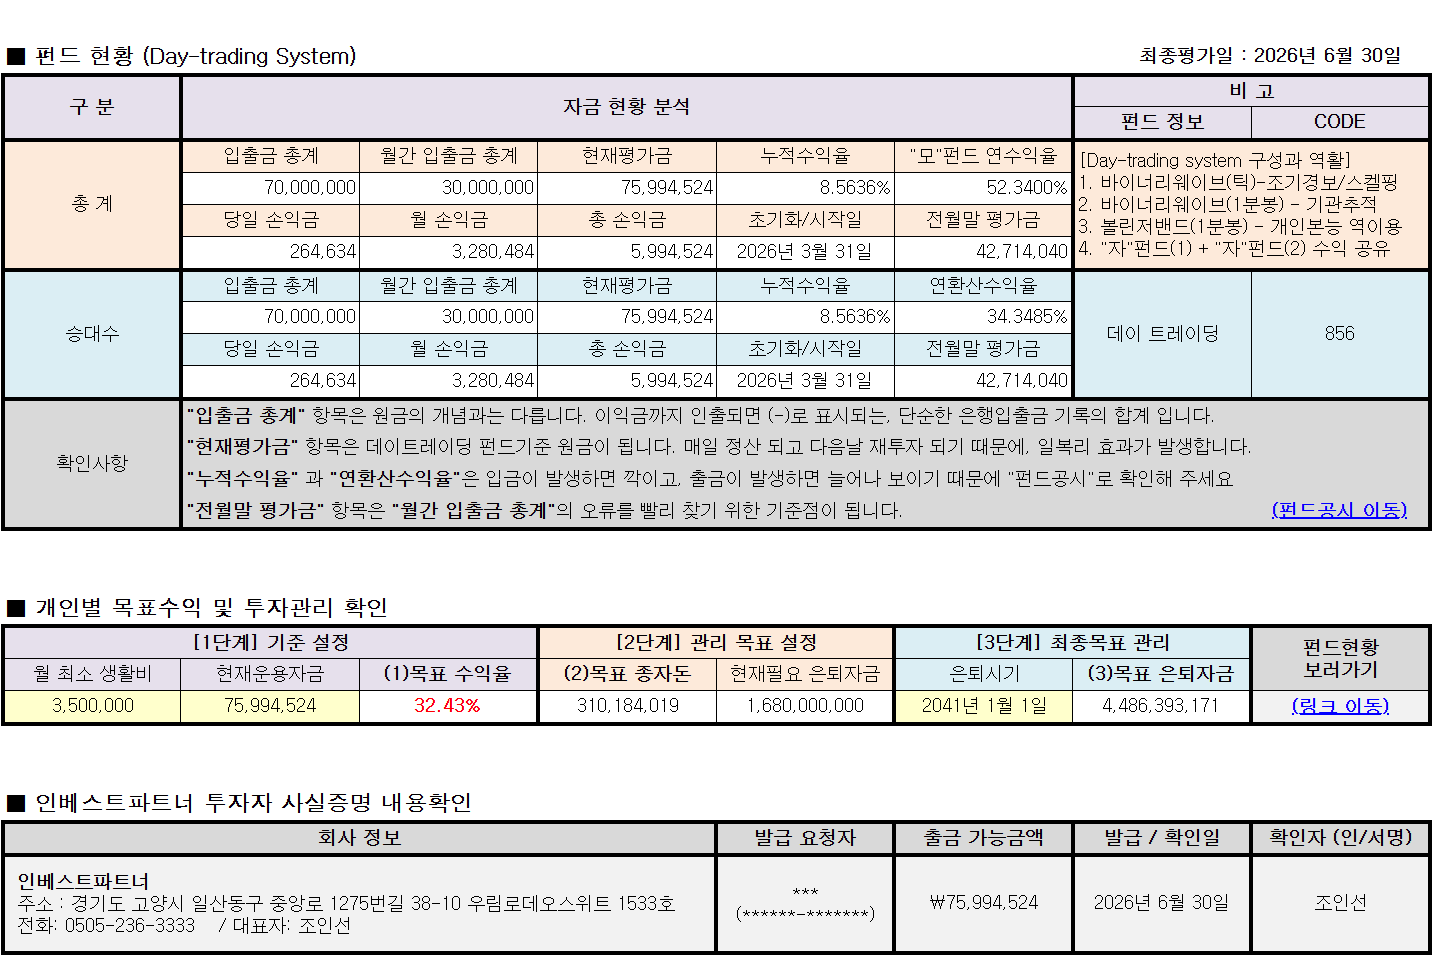 ■ 펀드 현황 (Day-trading System)
최종평가일 : 2026년 6월 30일
구 분
자금 현황 분석
비 고
펀드 정보 CODE
총 계
입출금 총계 월간 입출금 총계 현재평가금 누적수익율 "모"펀드 연수익율
70,000,000 30,000,000 75,994,524 8.5636% 52.3400%
당일 손익금 월 손익금 총 손익금 초기화/시작일 전월말 평가금
264,634 3,280,484 5,994,524 2026년 3월 31일 42,714,040
[Day-trading system 구성과 역활]
1. 바이너리웨이브(틱)-조기경보/스켈핑
2. 바이너리웨이브(1분봉) - 기관추적
3. 볼린저밴드(1분봉) - 개인본능 역이용
4. "자"펀드(1) + "자"펀드(2) 수익 공유
승대수
입출금 총계 월간 입출금 총계 현재평가금 누적수익율 연환산수익율
70,000,000 30,000,000 75,994,524 8.5636% 34.3485%
당일 손익금 월 손익금 총 손익금 초기화/시작일 전월말 평가금
264,634 3,280,484 5,994,524 2026년 3월 31일 42,714,040
데이 트레이딩
856
확인사항
"입출금 총계" 항목은 원금의 개념과는 다릅니다. 이익금까지 인출되면 (-)로 표시되는, 단순한 은행입출금 기록의 합계 입니다.
"현재평가금" 항목은 데이트레이딩 펀드기준 원금이 됩니다. 매일 정산 되고 다음날 재투자 되기 때문에, 일복리 효과가 발생합니다.
"누적수익율" 과 "연환산수익율"은 입금이 발생하면 깍이고, 출금이 발생하면 늘어나 보이기 때문에 "펀드공시"로 확인해 주세요
"전월말 평가금" 항목은 "월간 입출금 총계"의 오류를 빨리 찾기 위한 기준점이 됩니다.
(펀드공시 이동)
■ 개인별 목표수익 및 투자관리 확인
[1단계] 기준 설정 [2단계] 관리 목표 설정 [3단계] 최종목표 관리
펀드현황
보러가기
월 최소 생활비 현재운용자금 (1)목표 수익율 (2)목표 종자돈 현재필요 은퇴자금 은퇴시기 (3)목표 은퇴자금
3,500,000 75,994,524 32.43% 310,184,019 1,680,000,000 2041년 1월 1일 4,486,393,171 (링크 이동)
■ 인베스트파트너 투자자 사실증명 내용확인
회사 정보 발급 요청자 출금 가능금액 발급 / 확인일 확인자 (인/서명)
인베스트파트너
주소 : 경기도 고양시 일산동구 중앙로 1275번길 38-10 우림로데오스위트 1533호
전화: 0505-236-3333 / 대표자: 조인선
***
(******-*******)
₩75,994,524
2026년 6월 30일
조인선